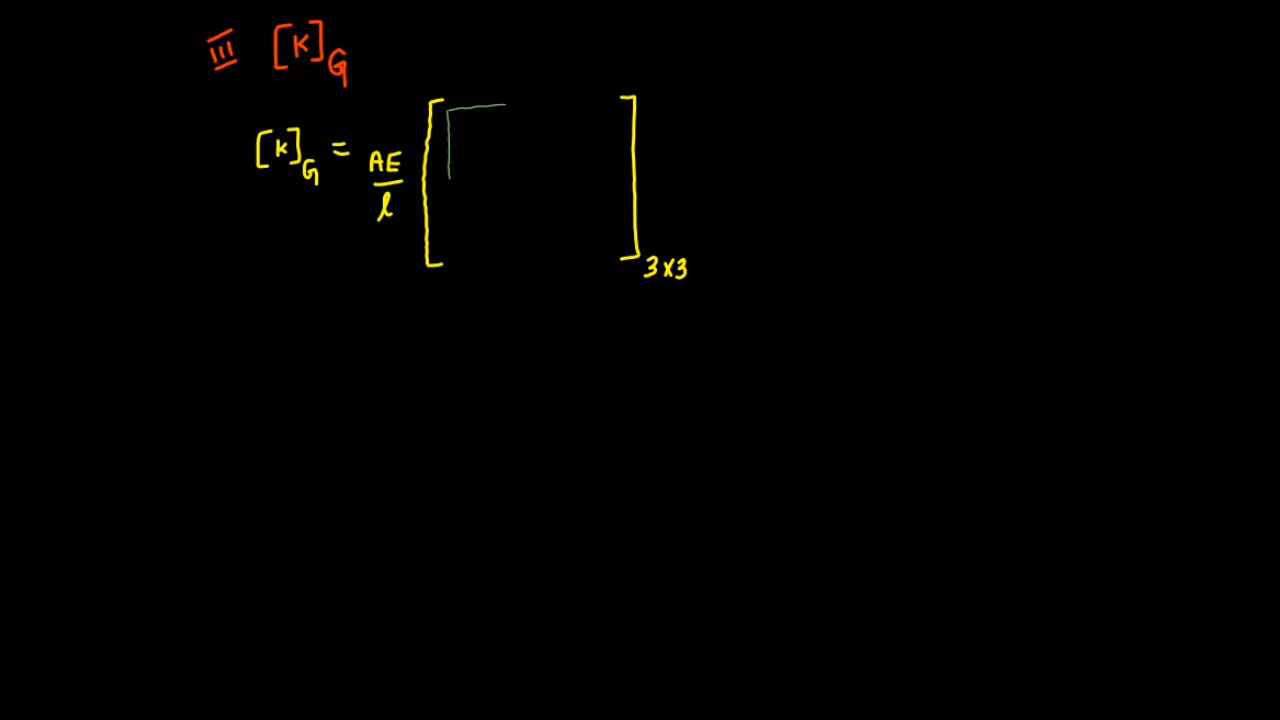 III [K]G
[K]G = AE/l [ ]3x3